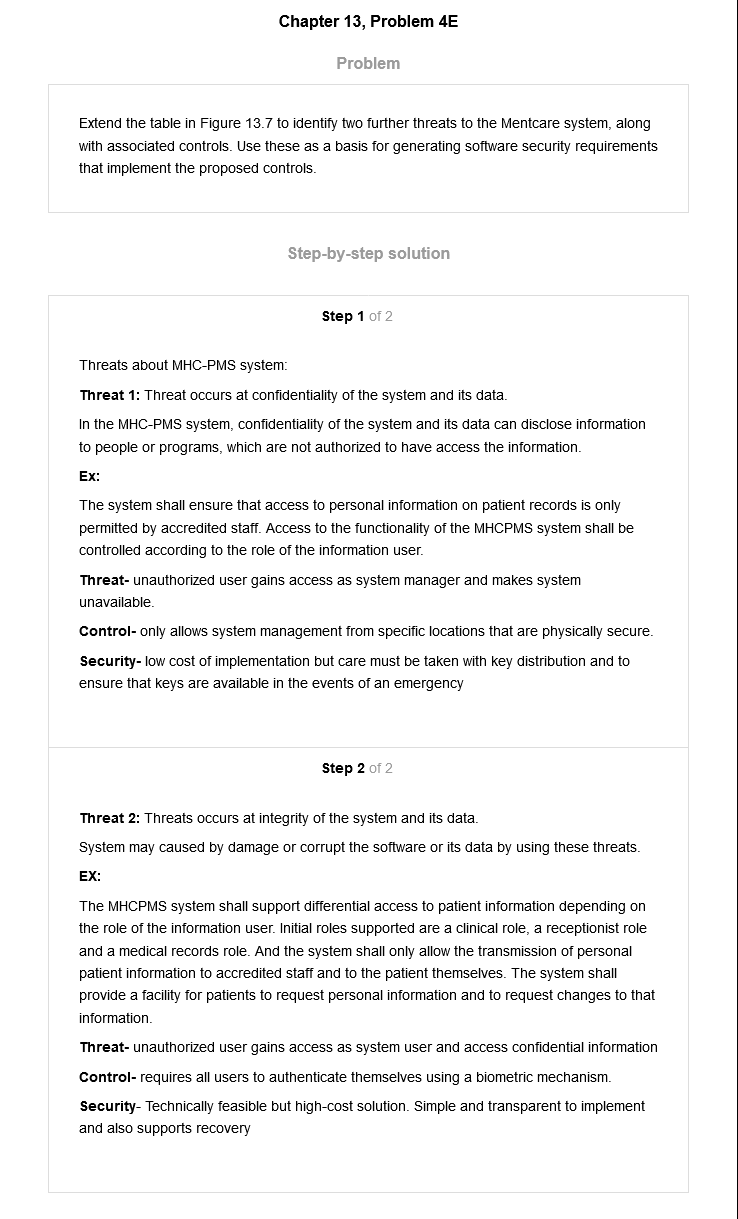 Chapter 13, Problem 4E
Problem
Extend the table in Figure 13.7 to identify two further threats to the Mentcare system, along
with associated controls. Use these as a basis for generating software security requirements
that implement the proposed controls.
Step-by-step solution
Step 1 of 2
Threats about MHC-PMS system:
Threat 1: Threat occurs at confidentiality of the system and its data.
In the MHC-PMS system, confidentiality of the system and its data can disclose information
to people or programs, which are not authorized to have access the information.
Ex:
The system shall ensure that access to personal information on patient records is only
permitted by accredited staff. Access to the functionality of the MHCPMS system shall be
controlled according to the role of the information user.
Threat- unauthorized user gains access as system manager and makes system
unavailable.
Control- only allows system management from specific locations that are physically secure.
Security- low cost of implementation but care must be taken with key distribution and to
ensure that keys are available in the events of an emergency
Step 2 of 2
Threat 2: Threats occurs at integrity of the system and its data.
System may caused by damage or corrupt the software or its data by using these threats.
EX:
The MHCPMS system shall support differential access to patient information depending on
the role of the information user. Initial roles supported are a clinical role, a receptionist role
and a medical records role. And the system shall only allow the transmission of personal
patient information to accredited staff and to the patient themselves. The system shall
provide a facility for patients to request personal information and to request changes to that
information.
Threat- unauthorized user gains access as system user and access confidential information
Control- requires all users to authenticate themselves using a biometric mechanism.
Security- Technically feasible but high-cost solution. Simple and transparent to implement
and also supports recovery